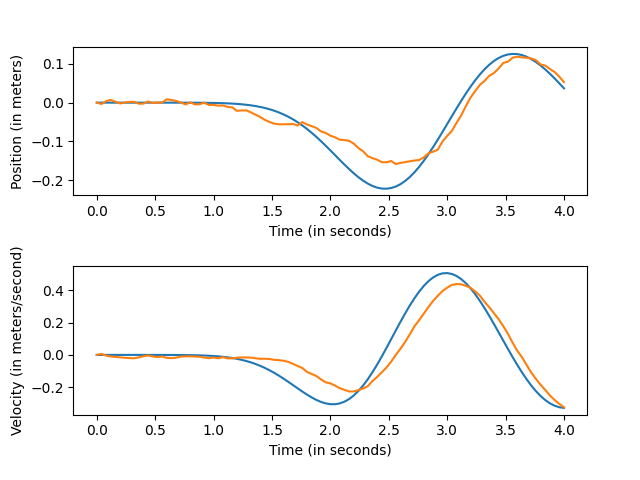 Position (in meters)
0.1
0.0
−0.1
−0.2
0.0 0.5 1.0 1.5 2.0 2.5 3.0 3.5 4.0
Time (in seconds)
Velocity (in meters/second)
0.4
0.2
0.0
−0.2
0.0 0.5 1.0 1.5 2.0 2.5 3.0 3.5 4.0
Time (in seconds)